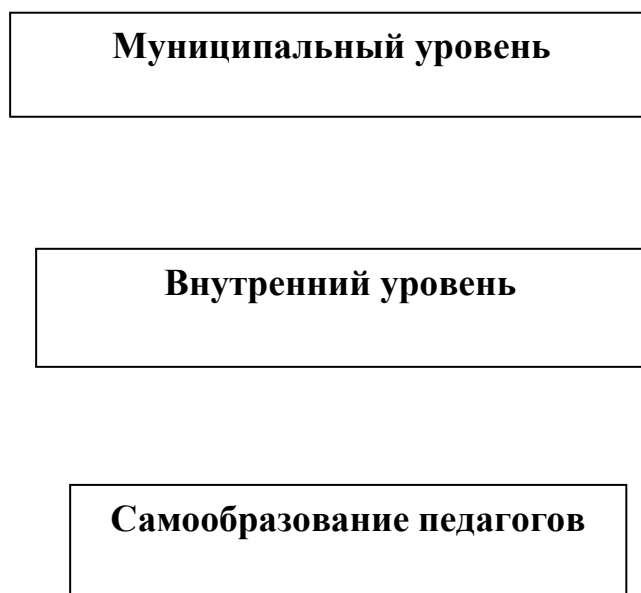 Муниципальный уровень
Внутренний уровень
Самообразование педагогов